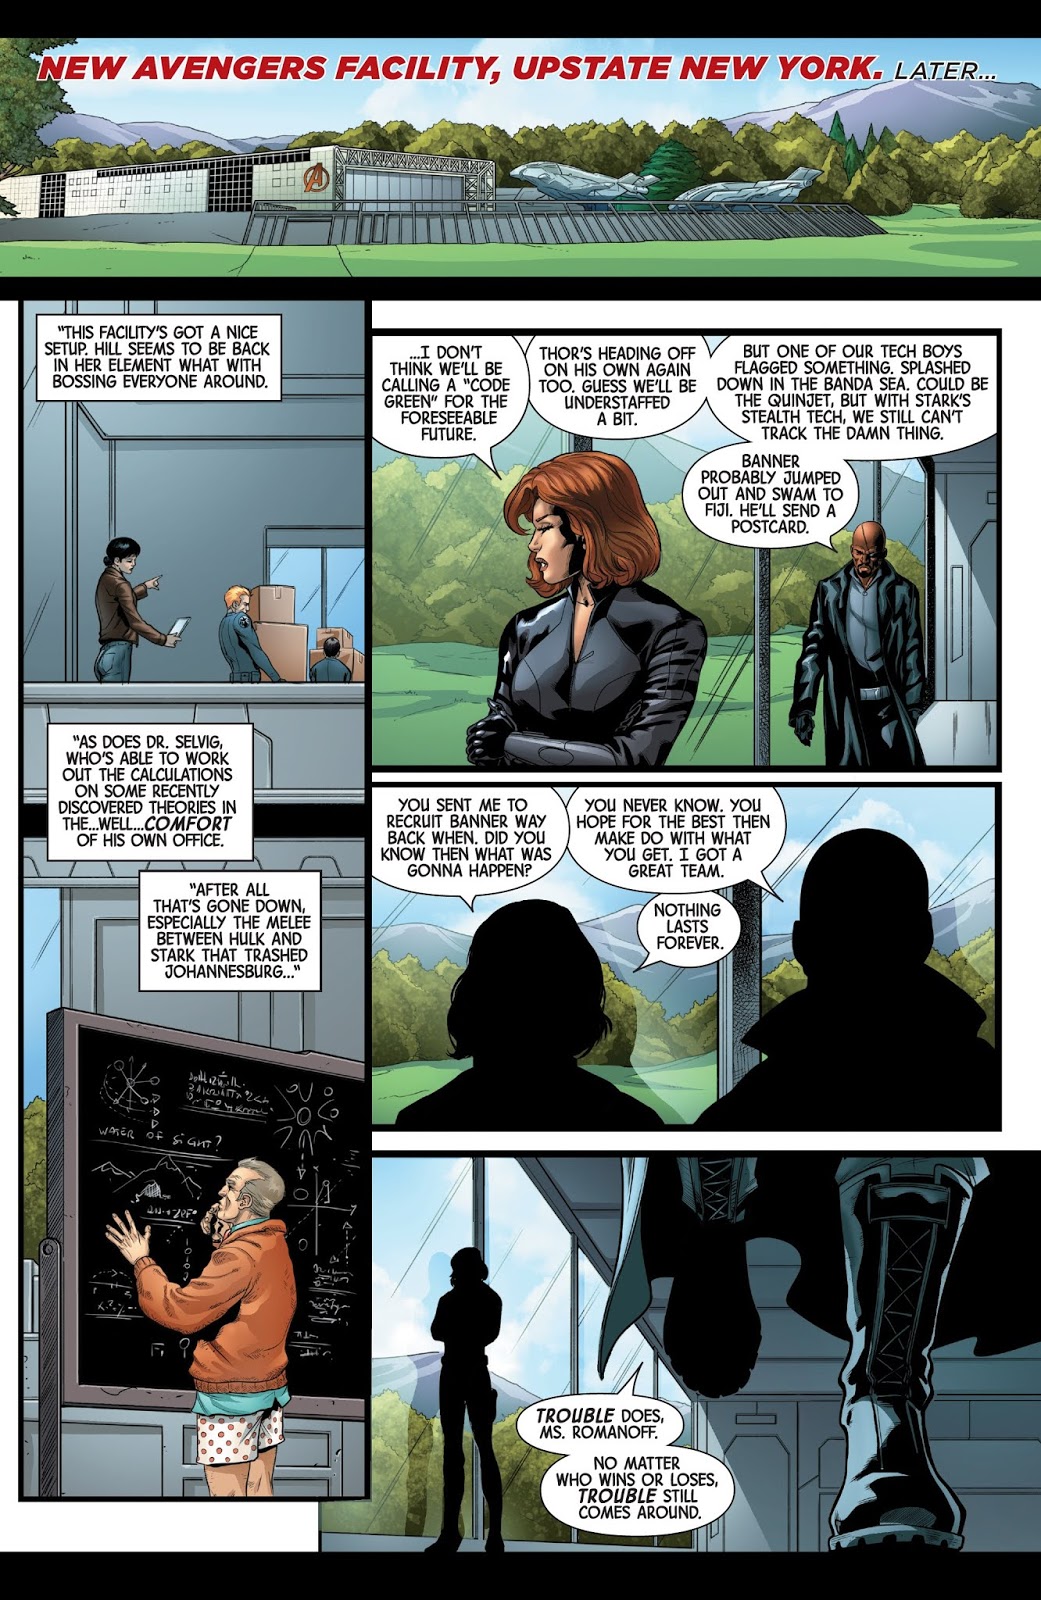 NEW AVENGERS FACILITY, UPSTATE NEW YORK. LATER...
"THIS FACILITY'S GOT A NICE
SETUP. HILL SEEMS TO BE BACK
IN HER ELEMENT WHAT WITH
BOSSING EVERYONE AROUND.
"AS DOES DR. SELVIG,
WHO'S ABLE TO WORK
OUT THE CALCULATIONS
ON SOME RECENTLY
DISCOVERED THEORIES IN
THE...WELL...COMFORT
OF HIS OWN OFFICE.
"AFTER ALL
THAT'S GONE DOWN,
ESPECIALLY THE MELEE
BETWEEN HULK AND
STARK THAT TRASHED
JOHANNESBURG..."
WATER OF SIGHT?
...I DON'T
THINK WE'LL BE
CALLING A "CODE
GREEN" FOR THE
FORESEEABLE
FUTURE.
THOR'S HEADING OFF
ON HIS OWN AGAIN
TOO. GUESS WE'LL BE
UNDERSTAFFED
A BIT.
BUT ONE OF OUR TECH BOYS
FLAGGED SOMETHING. SPLASHED
DOWN IN THE BANDA SEA. COULD BE
THE QUINJET, BUT WITH STARK'S
STEALTH TECH, WE STILL CAN'T
TRACK THE DAMN THING.
BANNER
PROBABLY JUMPED
OUT AND SWAM TO
FIJI. HE'LL SEND A
POSTCARD.
YOU SENT ME TO
RECRUIT BANNER WAY
BACK WHEN. DID YOU
KNOW THEN WHAT WAS
GONNA HAPPEN?
YOU NEVER KNOW. YOU
HOPE FOR THE BEST THEN
MAKE DO WITH WHAT
YOU GET. I GOT A
GREAT TEAM.
NOTHING
LASTS
FOREVER.
TROUBLE DOES,
MS. ROMANOFF.
NO MATTER
WHO WINS OR LOSES,
TROUBLE STILL
COMES AROUND.